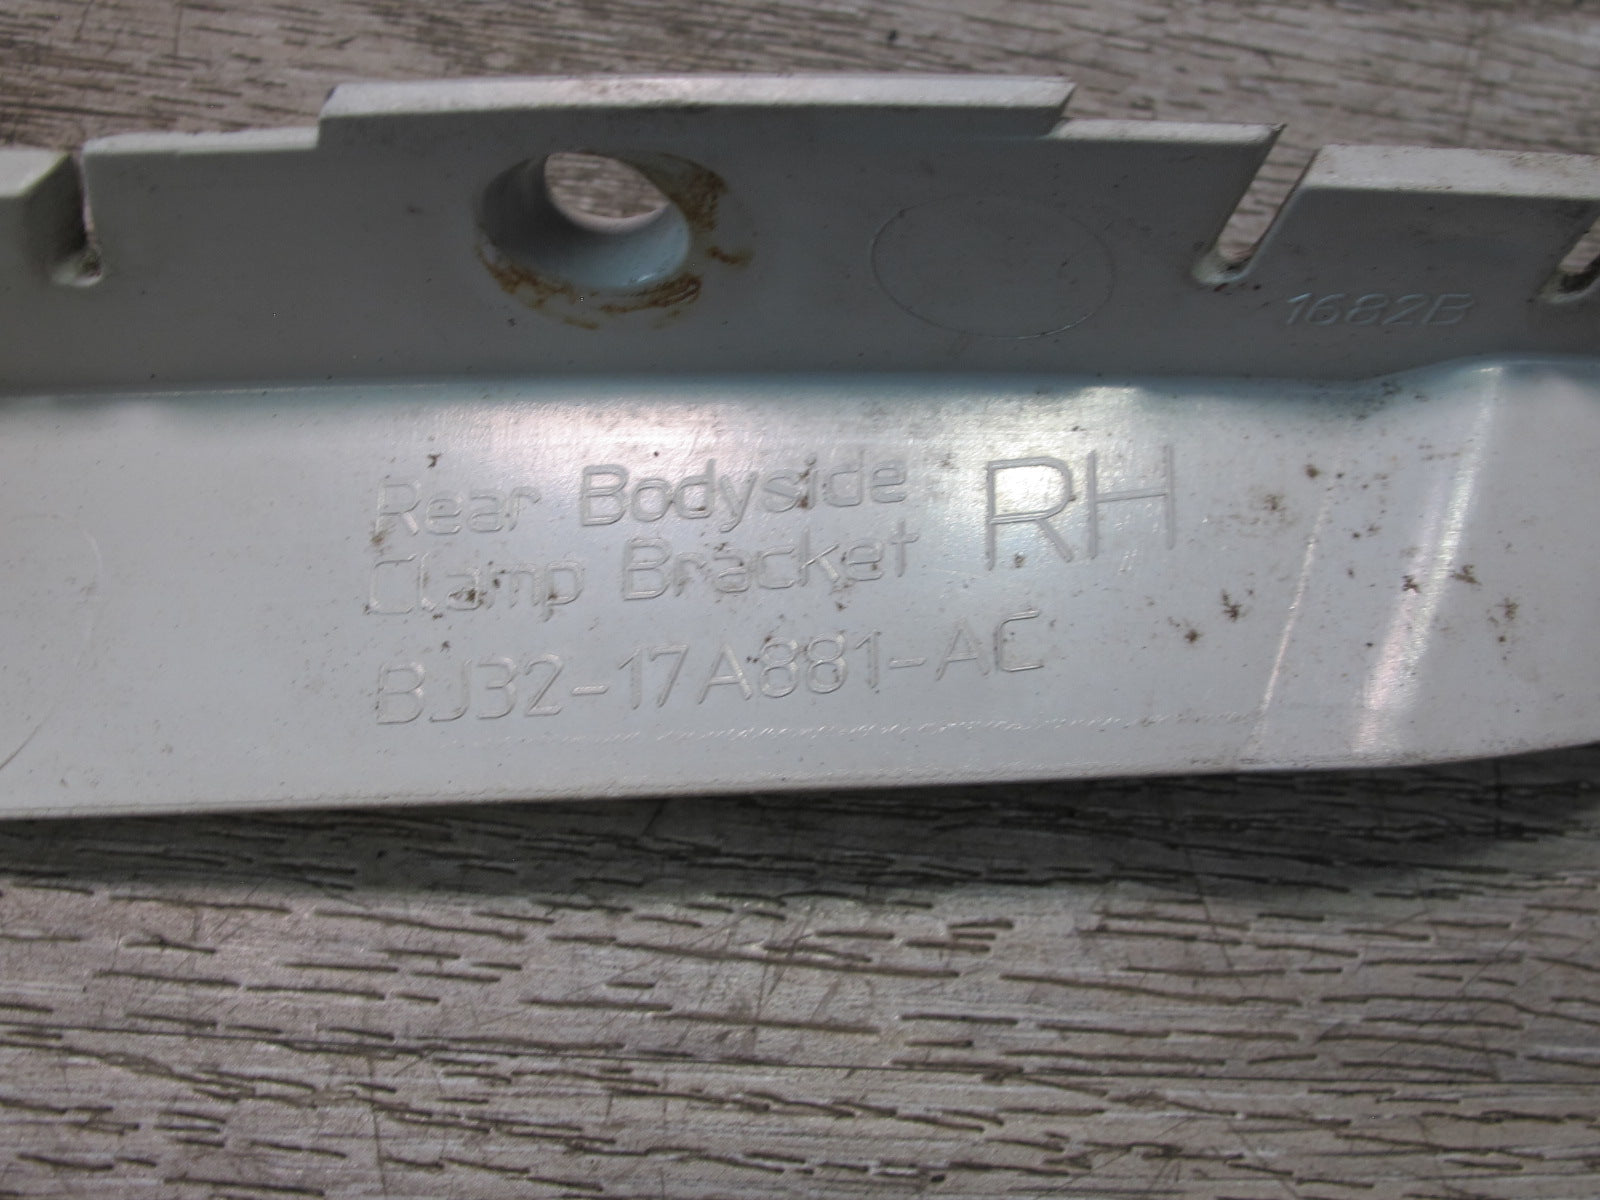 1682B
Rear Bodyside RH
Clamp Bracket
BJ32-17A881-AC